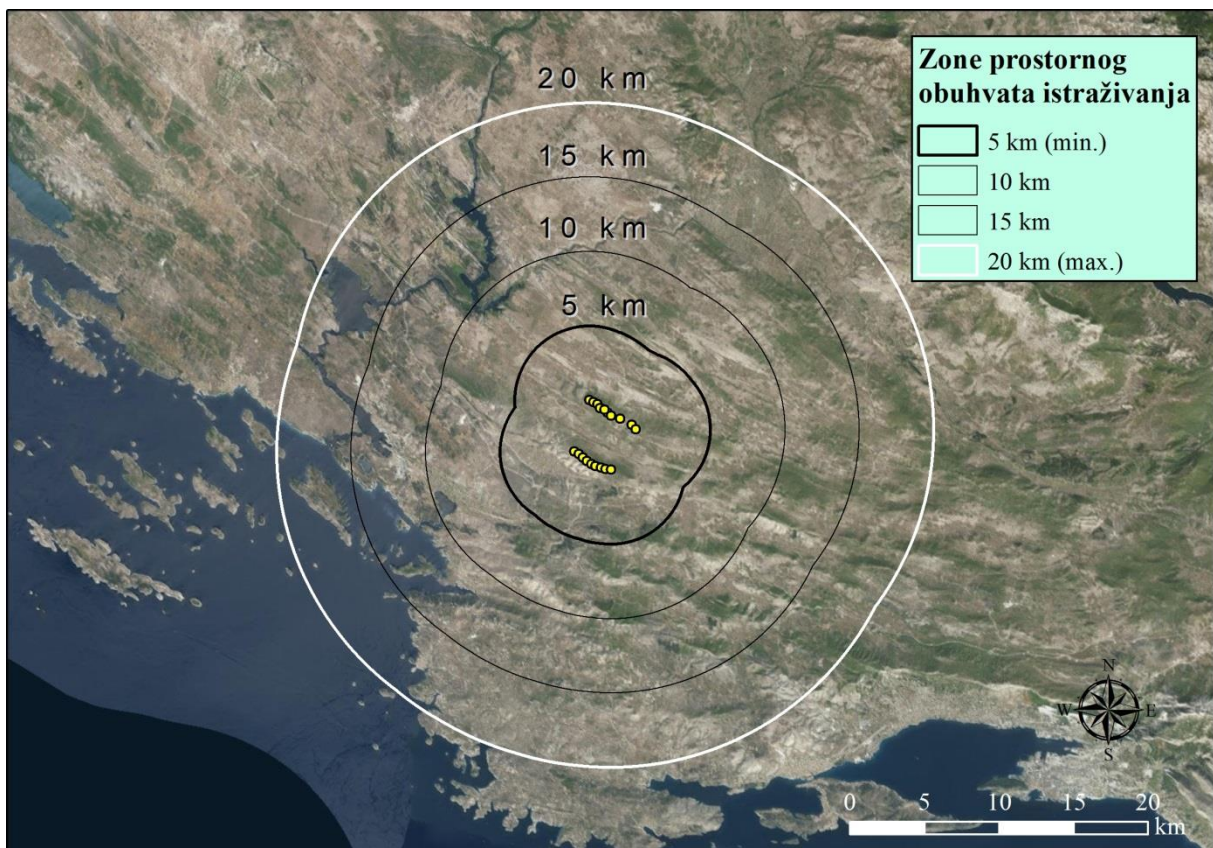 20 km
15 km
10 km
5 km
Zone prostornog
obuhvata istraživanja
5 km (min.)
10 km
15 km
20 km (max.)
N
W E
S
0 5 10 15 20
km